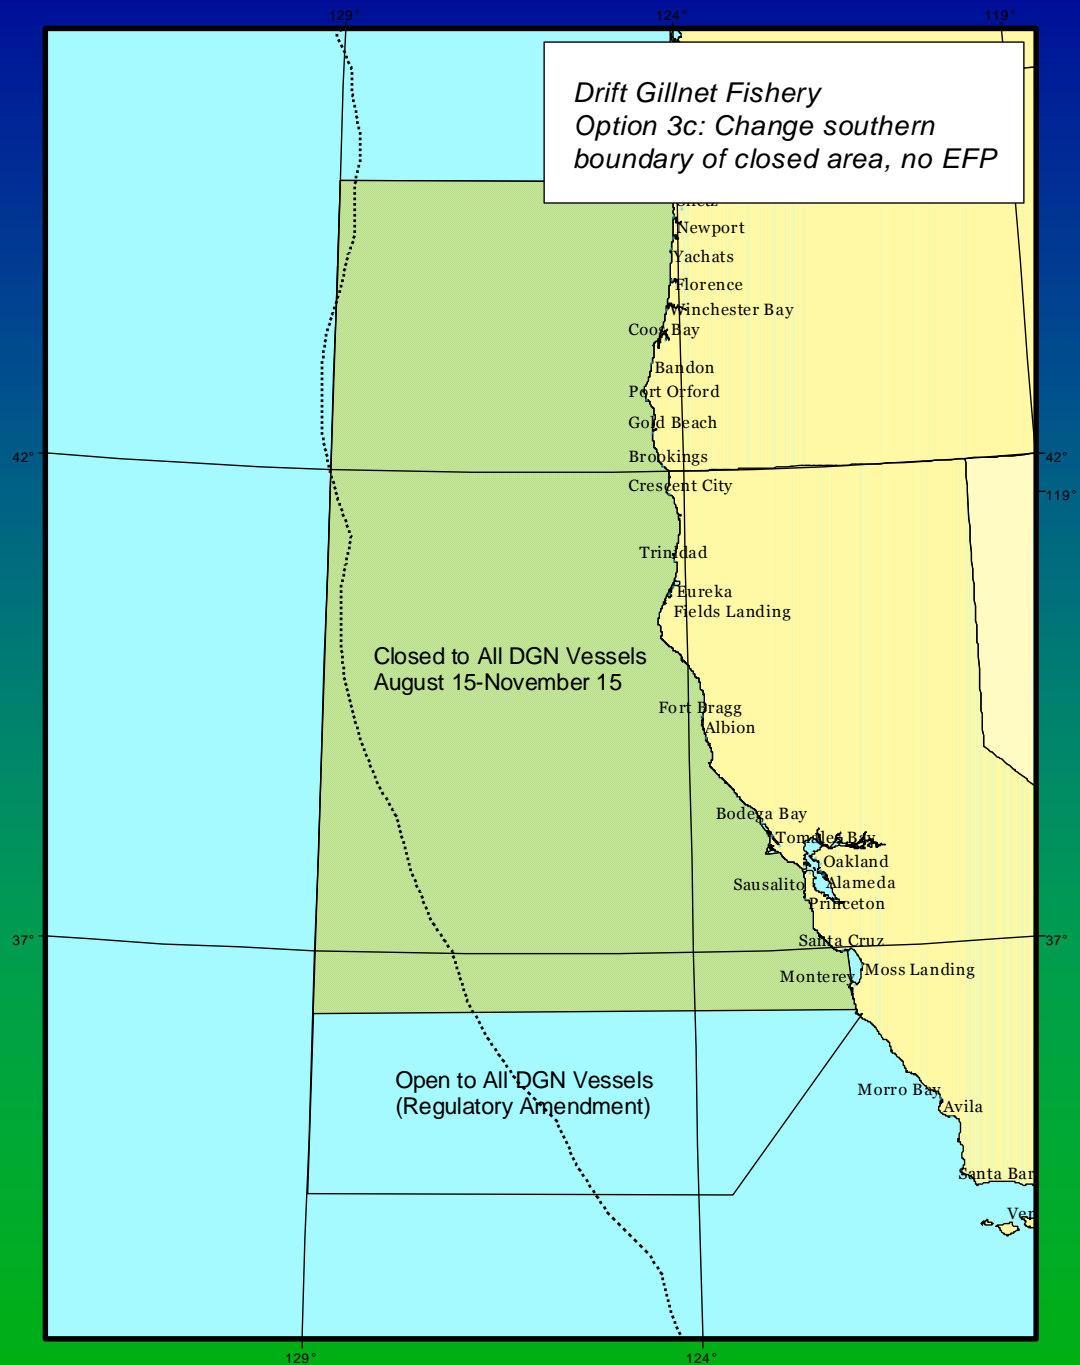 129°
124°
119°
Drift Gillnet Fishery
Option 3c: Change southern
boundary of closed area, no EFP
Newport
Yachats
Florence
Winchester Bay
Coos Bay
Bandon
Port Orford
Gold Beach
42°
Brookings
42°
Crescent City
119°
Trinidad
Eureka
Fields Landing
Closed to All DGN Vessels
August 15-November 15
Fort Bragg
Albion
Bodega Bay
Tomales Bay
Oakland
Sausalito
Alameda
Princeton
37°
Santa Cruz
37°
Moss Landing
Monterey
Open to All DGN Vessels
(Regulatory Amendment)
Morro Bay
Avila
Santa Bar
Ver
129°
124°